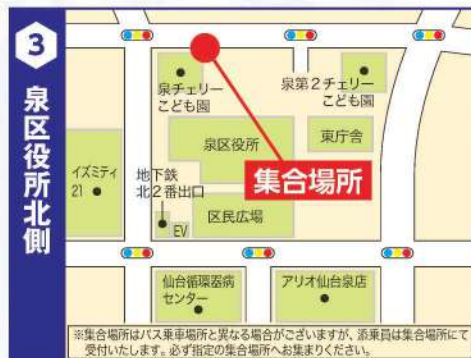 3
泉区役所北側
泉チェリー
こども園
泉第2チェリー
こども園
泉区役所
東庁舎
イズミティ
21
地下鉄
北2番出口
集合場所
区民広場
EV
仙台循環器病
センター
アリオ仙台泉店
※集合場所はバス乗車場所と異なる場合がございますが、添乗員は集合場所にて
受付いたします。必ず指定の集合場所へお集まりください。